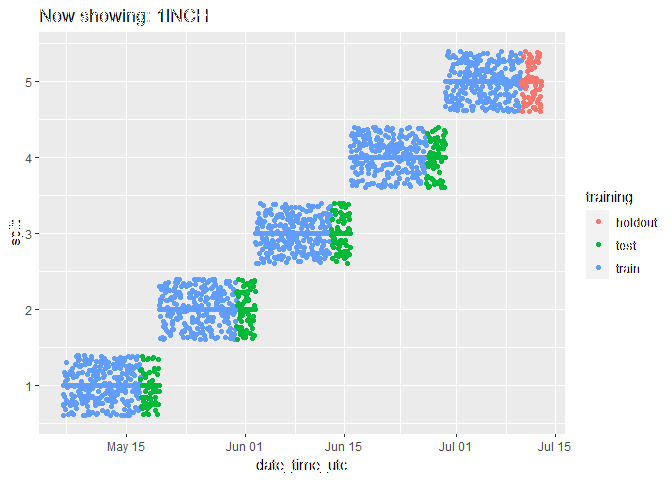 Now showing: 1INCH
split
5
4
3
2
1
May 15
Jun 01
Jun 15
Jul 01
Jul 15
date_time_utc
training
holdout
test
train